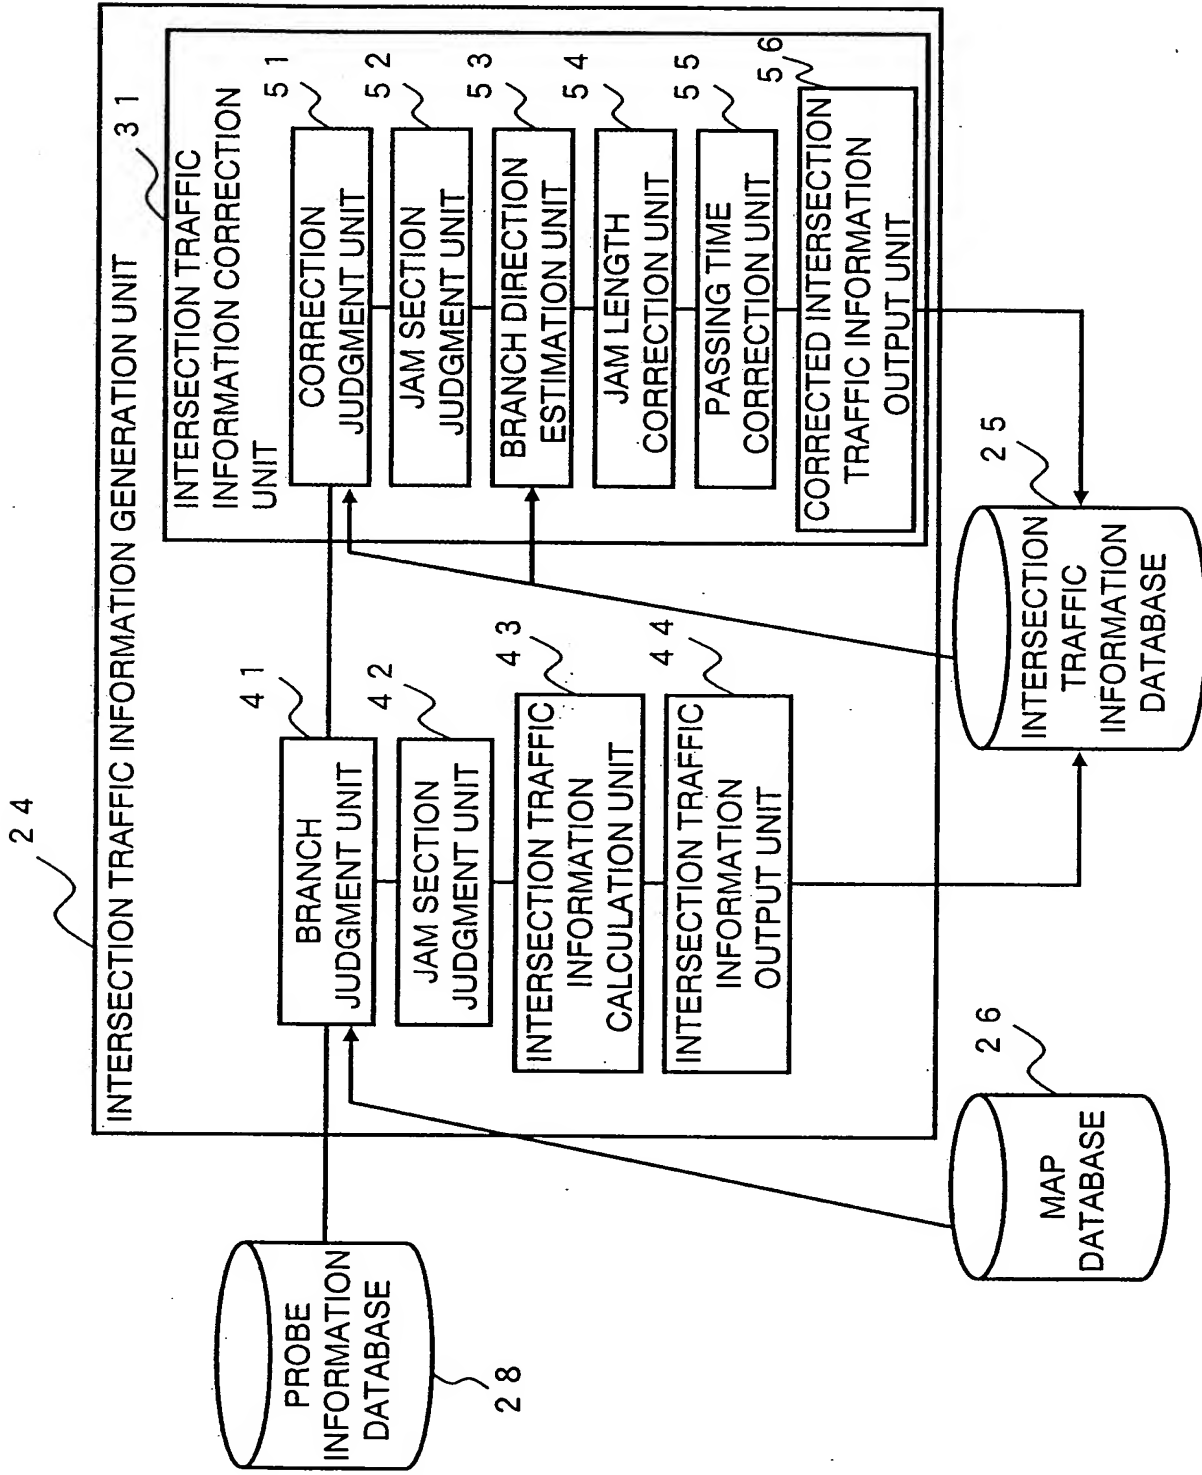 24
INTERSECTION TRAFFIC INFORMATION GENERATION UNIT
31
INTERSECTION TRAFFIC
INFORMATION CORRECTION
UNIT
PROBE
INFORMATION
DATABASE
28
41
BRANCH
JUDGMENT UNIT
42
JAM SECTION
JUDGMENT UNIT
43
INTERSECTION TRAFFIC
INFORMATION
CALCULATION UNIT
44
INTERSECTION TRAFFIC
INFORMATION
OUTPUT UNIT
51
CORRECTION
JUDGMENT UNIT
52
JAM SECTION
JUDGMENT UNIT
53
BRANCH DIRECTION
ESTIMATION UNIT
54
JAM LENGTH
CORRECTION UNIT
55
PASSING TIME
CORRECTION UNIT
56
CORRECTED INTERSECTION
TRAFFIC INFORMATION
OUTPUT UNIT
26
MAP
DATABASE
25
INTERSECTION
TRAFFIC
INFORMATION
DATABASE